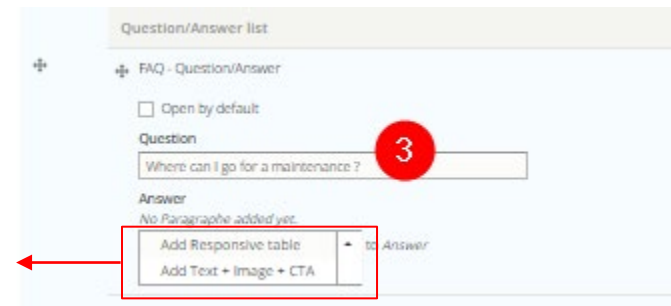 Question/Answer list
FAQ - Question/Answer
Open by default
Question
3
Where can I go for a maintenance ?
Answer
No Paragraphe added yet.
Add Responsive table
to Answer
Add Text + Image + CTA